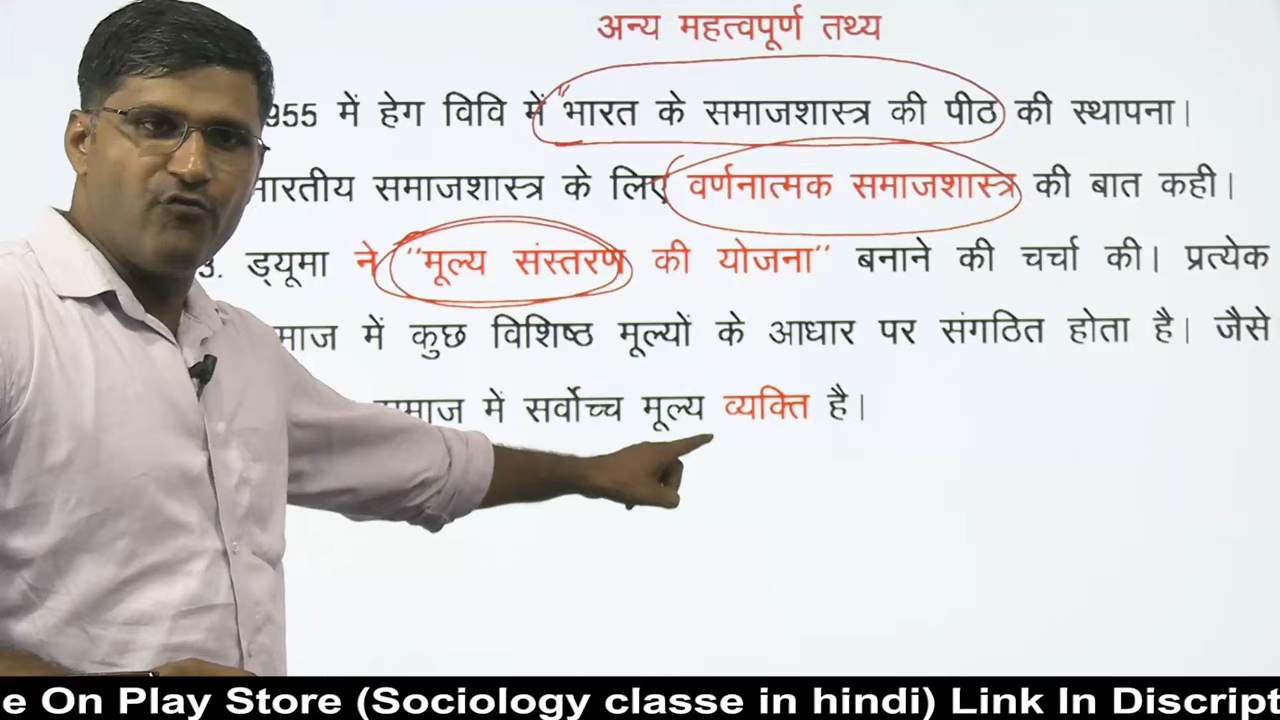 अन्य महत्वपूर्ण तथ्य
955 में हेग विवि में "भारत के समाजशास्त्र की पीठ की स्थापना।
भारतीय समाजशास्त्र के लिए वर्णनात्मक समाजशास्त्र की बात कही।
3. ड्यूमा ने "मूल्य संस्तरण की योजना" बनाने की चर्चा की। प्रत्येक
समाज में कुछ विशिष्ठ मूल्यों के आधार पर संगठित होता है। जैसे
समाज में सर्वोच्च मूल्य व्यक्ति है।
e On Play Store (Sociology classe in hindi) Link In Discript